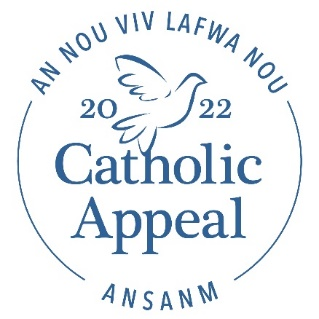 AN NOU VIV LAFWA NOU
2022
Catholic
Appeal
ANSANM